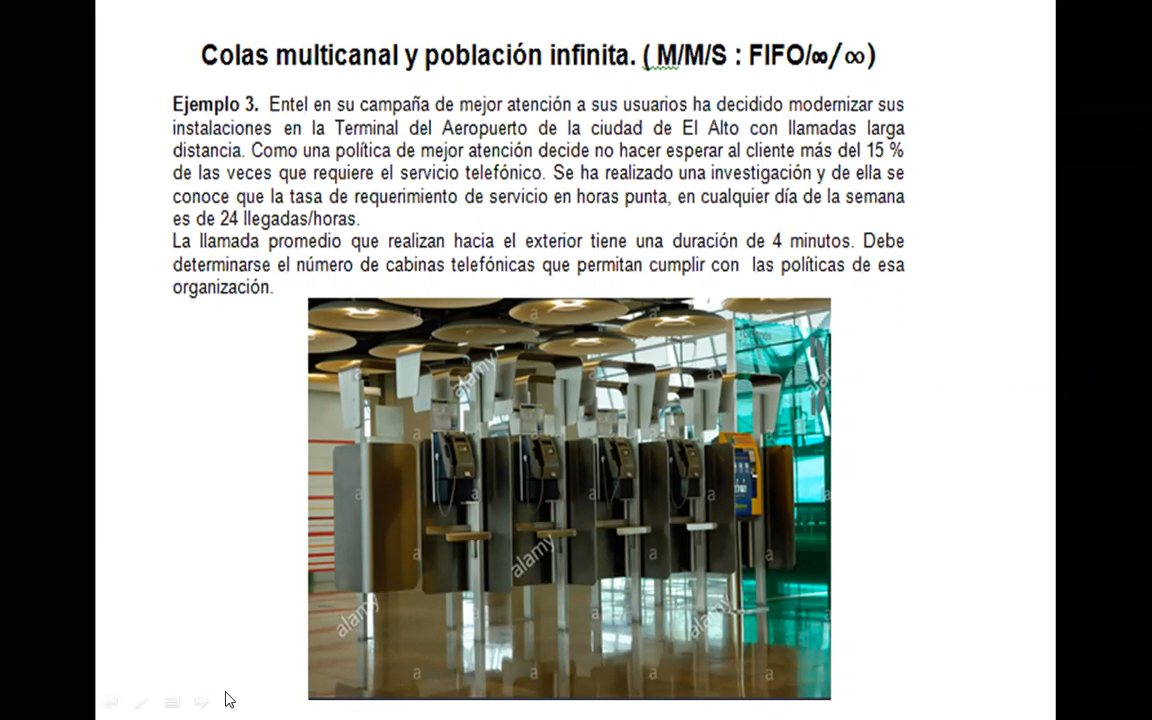 Colas multicanal y población infinita. ( M/M/S : FIFO/∞/∞)
Ejemplo 3. Entel en su campaña de mejor atención a sus usuarios ha decidido modernizar sus
instalaciones en la Terminal del Aeropuerto de la ciudad de El Alto con llamadas larga
distancia. Como una política de mejor atención decide no hacer esperar al cliente más del 15 %
de las veces que requiere el servicio telefónico. Se ha realizado una investigación y de ella se
conoce que la tasa de requerimiento de servicio en horas punta, en cualquier día de la semana
es de 24 llegadas/horas.
La llamada promedio que realizan hacia el exterior tiene una duración de 4 minutos. Debe
determinarse el número de cabinas telefónicas que permitan cumplir con las políticas de esa
organización.
alamy
alamy
alamy
alamy
alamy